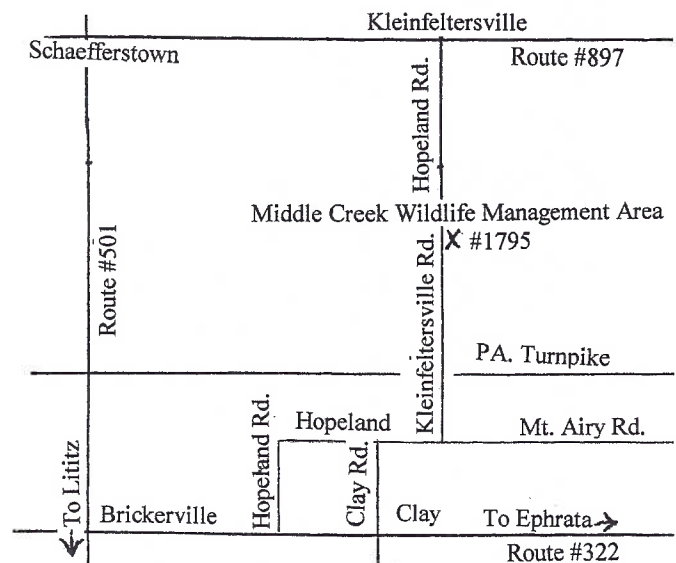 Kleinfeltersville
Schaefferstown
Route #897
Hopeland Rd.
Middle Creek Wildlife Management Area
X #1795
Route #501
Kleinfeltersville Rd.
PA. Turnpike
Hopeland Rd.
Hopeland
Clay Rd.
Mt. Airy Rd.
To Lititz
Brickerville
Clay
To Ephrata
Route #322